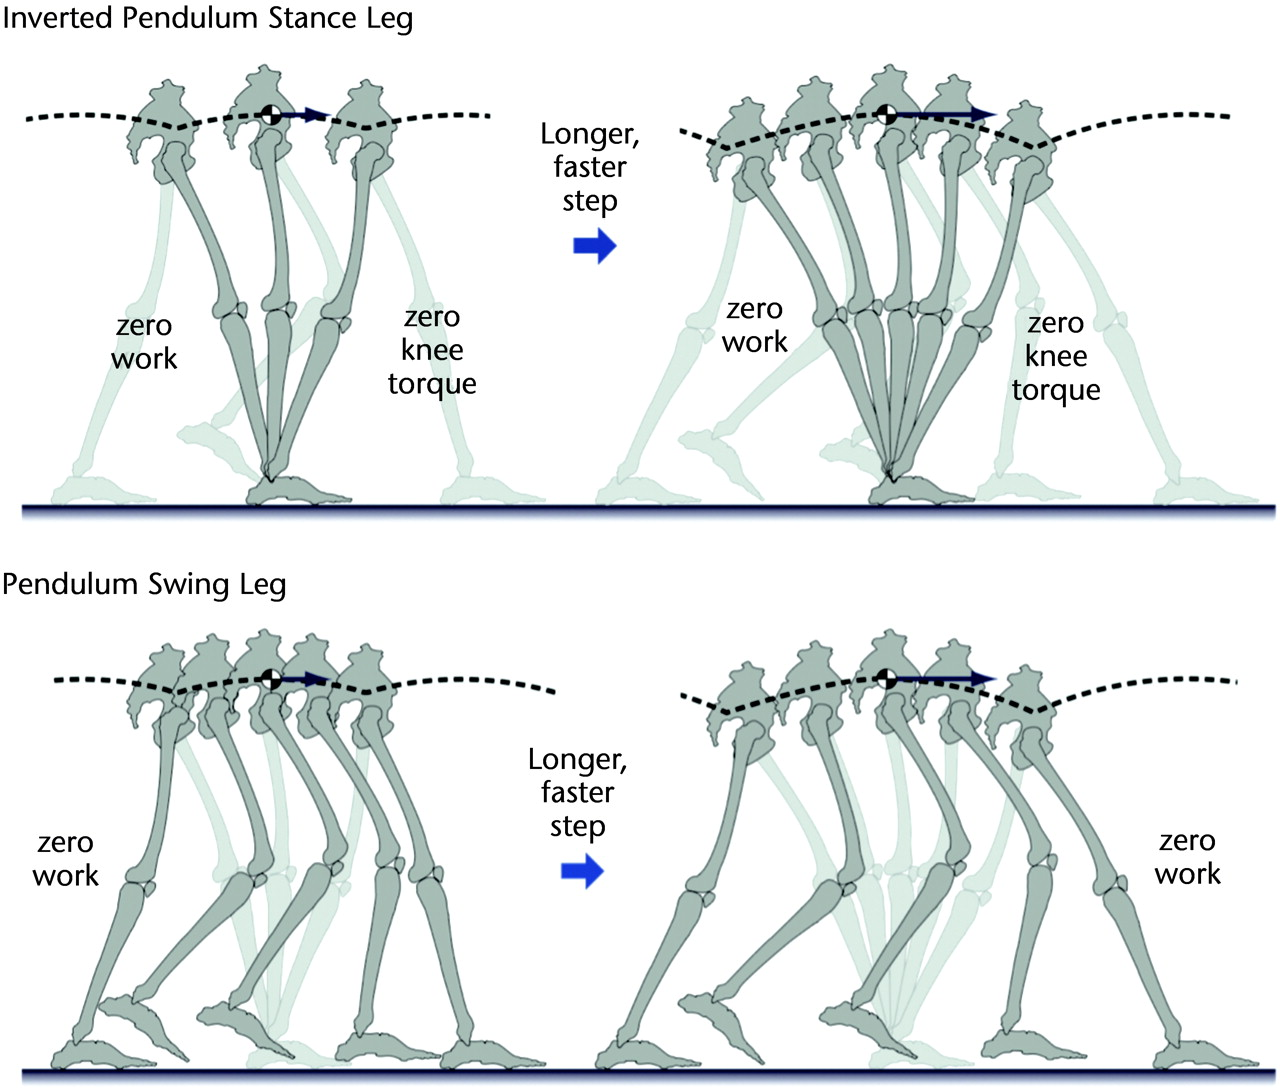 Inverted Pendulum Stance Leg
Longer,
faster
step
zero
work
zero
knee
torque
zero
work
zero
knee
torque
Pendulum Swing Leg
Longer,
faster
step
zero
work
zero
work